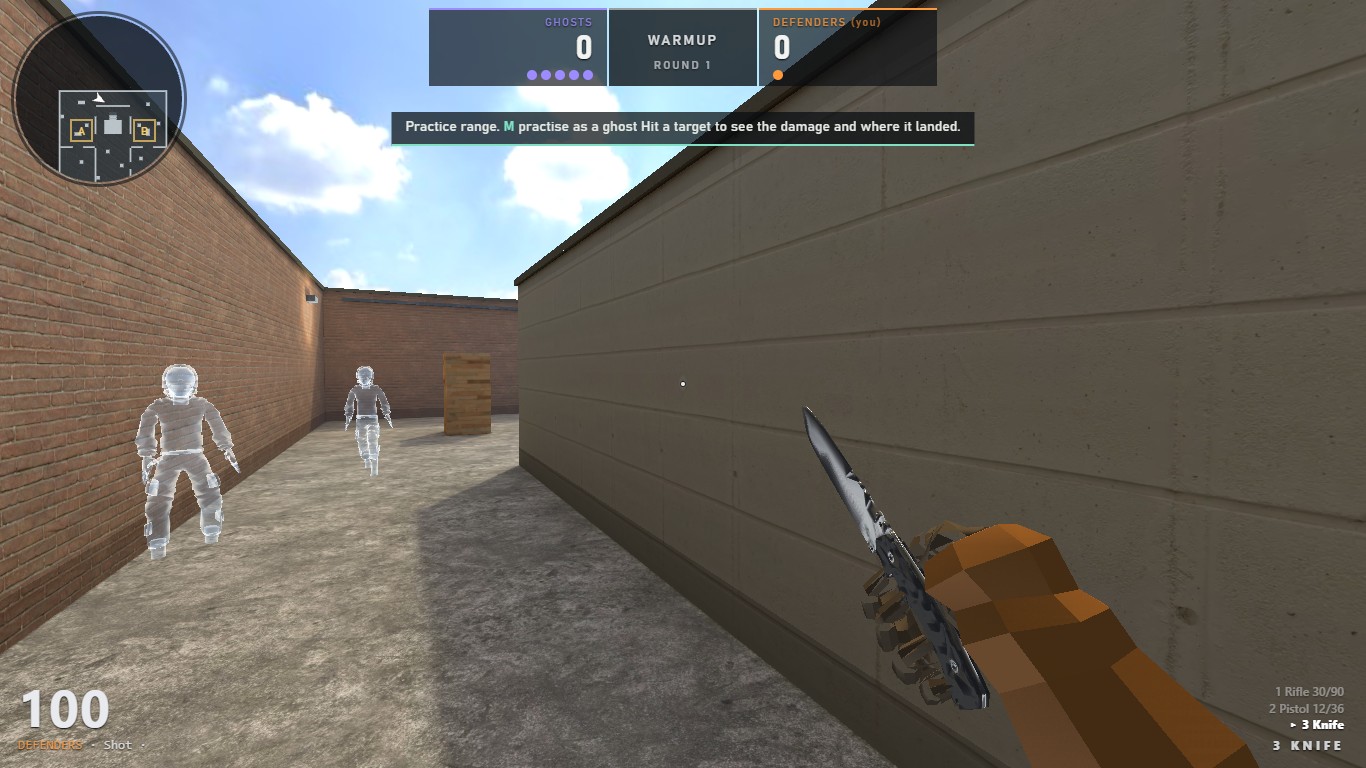 GHOSTS
0
WARMUP
ROUND 1
DEFENDERS (you)
0
Practice range. M practise as a ghost Hit a target to see the damage and where it landed.
A
B
100
DEFENDERS · Shot ·
1 Rifle 30/90
2 Pistol 12/36
▸ 3 Knife
3 KNIFE